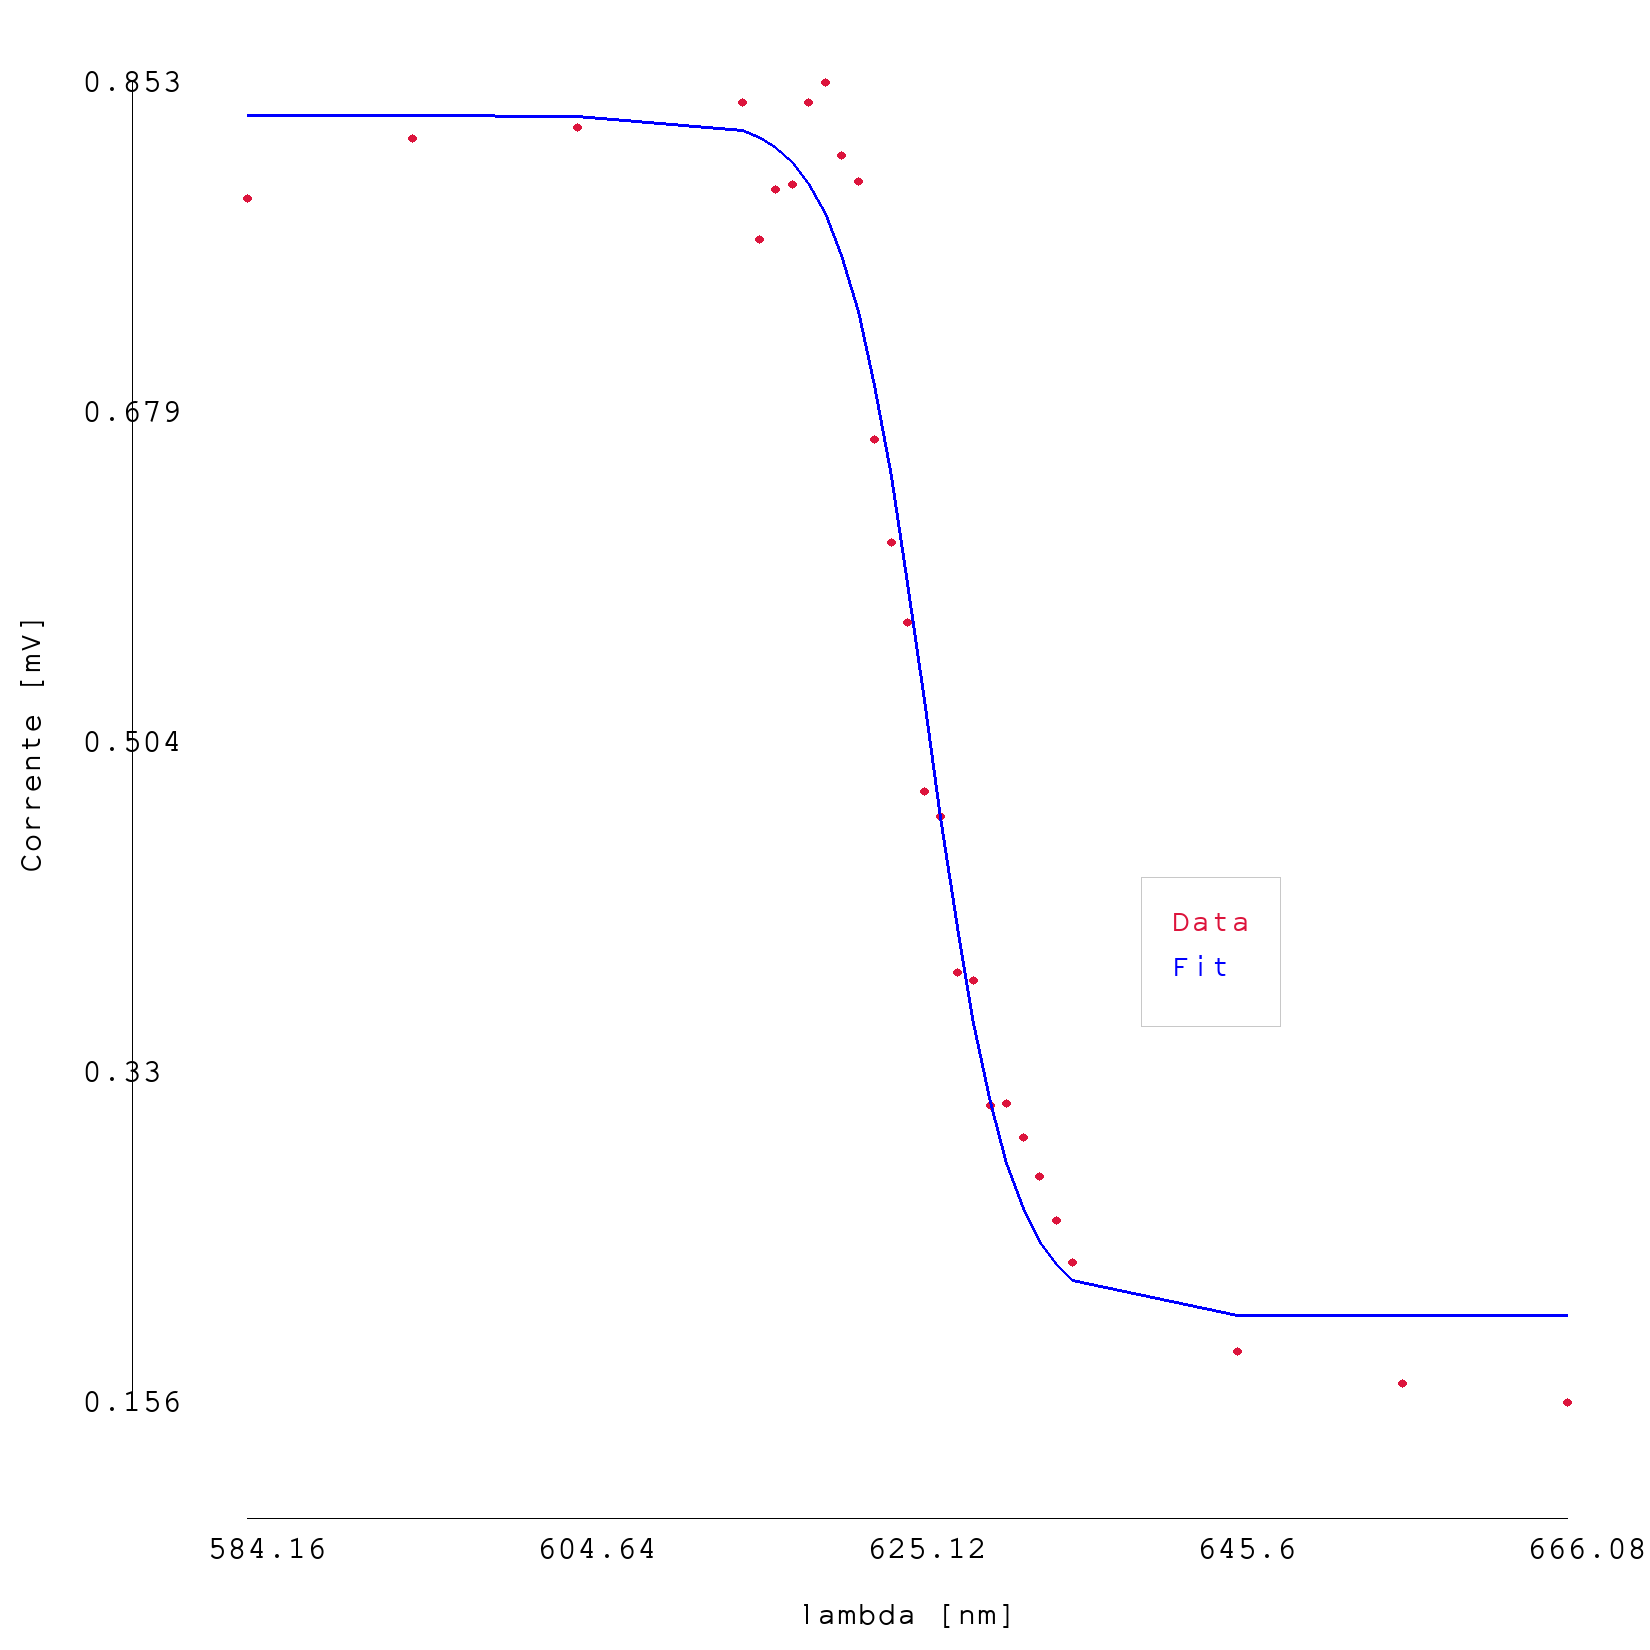 0.853
0.679
0.504
0.33
0.156
Corrente [mV]
Data
Fit
584.16 604.64 625.12 645.6 666.08
lambda [nm]